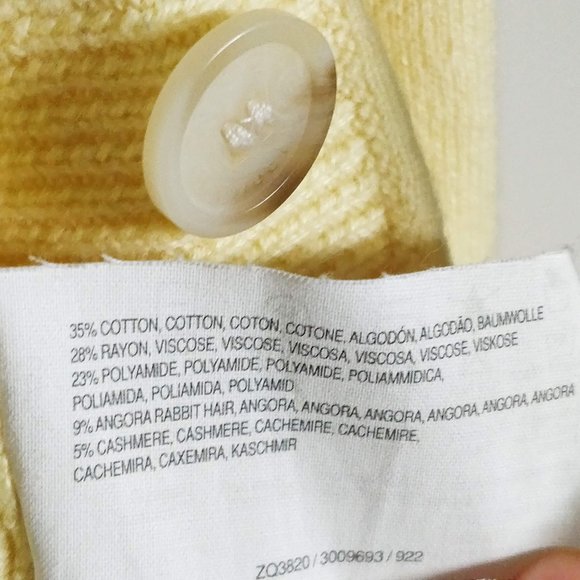 35% COTTON, COTTON, COTON, COTONE, ALGODÓN, ALGODÃO, BAUMWOLLE
28% RAYON, VISCOSE, VISCOSE, VISCOSA, VISCOSA, VISCOSE, VISKOSE
23% POLYAMIDE, POLYAMIDE, POLYAMIDE, POLIAMMIDICA,
POLIAMIDA, POLIAMIDA, POLYAMID
9% ANGORA RABBIT HAIR, ANGORA, ANGORA, ANGORA, ANGORA, ANGORA, ANGORA
5% CASHMERE, CASHMERE, CACHEMIRE, CACHEMIRE,
CACHEMIRA, CAXEMIRA, KASCHMIR
ZQ3820 / 3009693 / 922